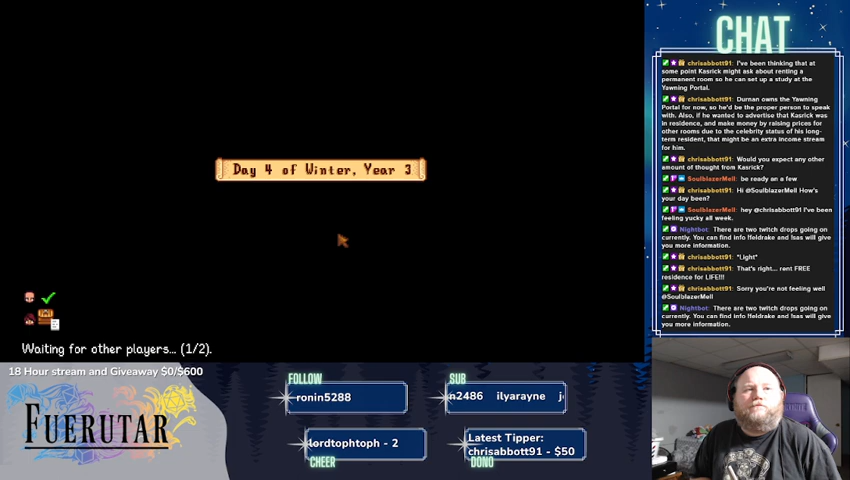 Day 4 of Winter, Year 3
Waiting for other players... (1/2).
18 Hour stream and Giveaway $0/$600
FUERUTAR
FOLLOW
ronin5288
SUB
n2486 ilyarayne
lordtophtoph - 2
CHEER
Latest Tipper:
chrisabbott91 - $50
DONO
CHAT
chrisabbott91: I've been thinking that at
some point Kasrick might ask about renting a
permanent room so he can set up a study at the
Yawning Portal.
chrisabbott91: Durnan owns the Yawning
Portal for now, so he'd be the proper person to speak
with. Also, if he wanted to advertise that Kasrick was
in residence, and make money by raising prices for
other rooms due to the celebrity status of his long-
term resident, that might be an extra income stream
for him.
chrisabbott91: Would you expect any other
amount of thought from Kasrick?
SoulblazerMell: be ready an a few
chrisabbott91: Hi @SoulblazerMell How's
your day been?
SoulblazerMell: hey @chrisabbott91 I've been
feeling yucky all week.
Nightbot: There are two twitch drops going on
currently. You can find info !feldrake and !sas will give
you more information.
chrisabbott91: *Light*
chrisabbott91: That's right... rent FREE
residence for LIFE!!!
chrisabbott91: Sorry you're not feeling well
@SoulblazerMell
Nightbot: There are two twitch drops going on
currently. You can find info !feldrake and !sas will give
you more information.